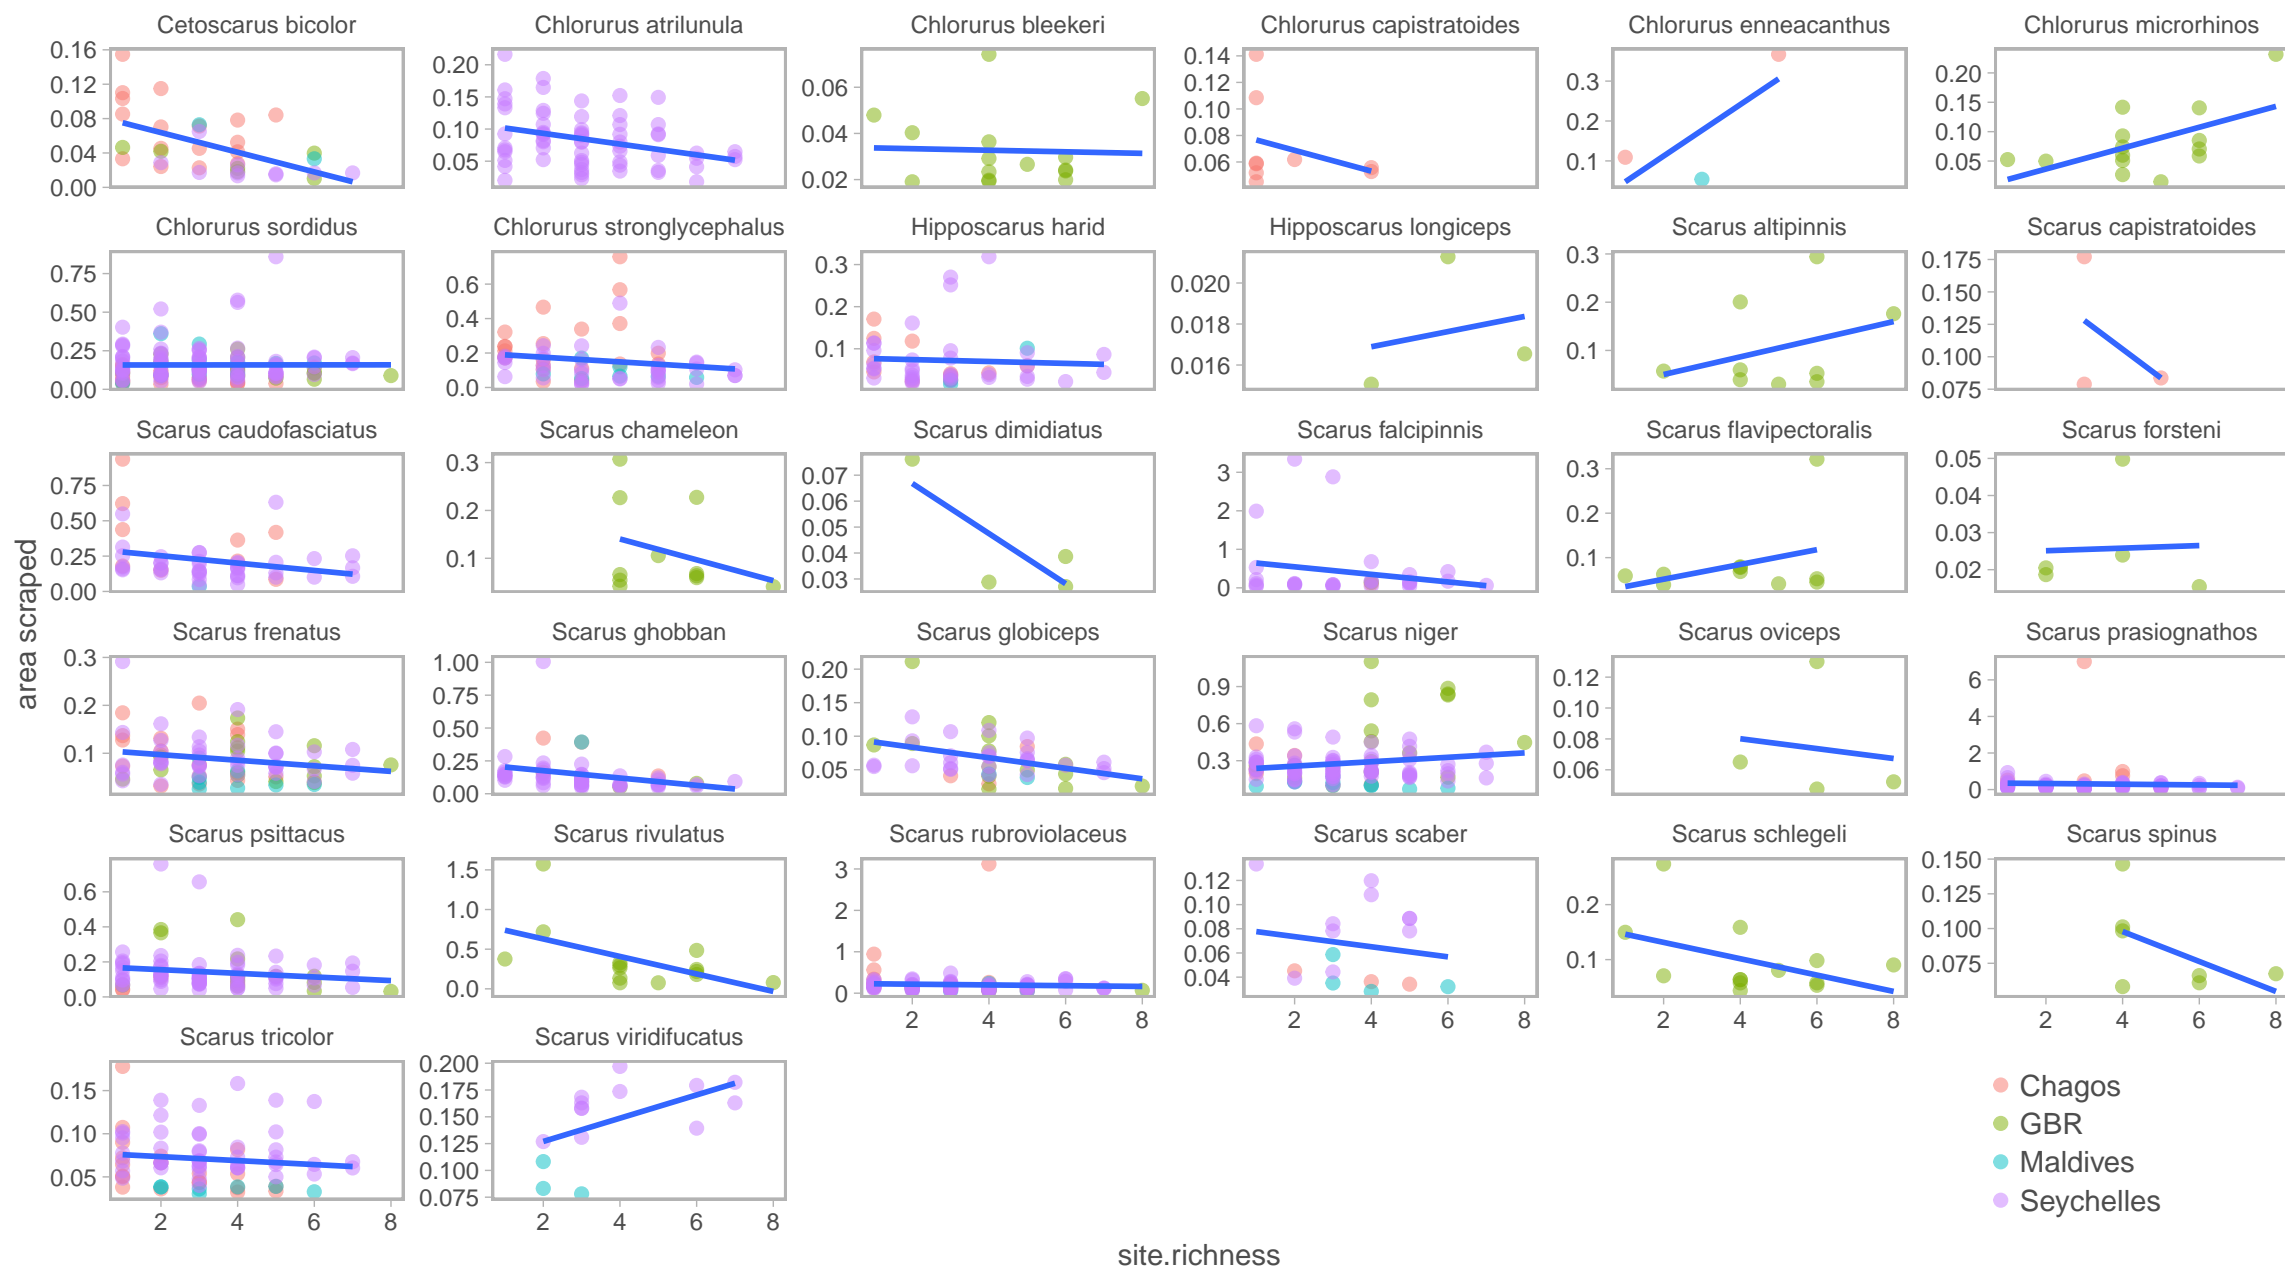 Cetoscarus bicolor
Chlorurus atrilunula
Chlorurus bleekeri
Chlorurus capistratoides
Chlorurus enneacanthus
Chlorurus microrhinos
0.16
0.12
0.08
0.04
0.00
0.20
0.15
0.10
0.05
0.06
0.04
0.02
0.14
0.12
0.10
0.08
0.06
0.3
0.2
0.1
0.20
0.15
0.10
0.05
Chlorurus sordidus
Chlorurus stronglycephalus
Hipposcarus harid
Hipposcarus longiceps
Scarus altipinnis
Scarus capistratoides
0.75
0.50
0.25
0.00
0.6
0.4
0.2
0.0
0.3
0.2
0.1
0.020
0.018
0.016
0.3
0.2
0.1
0.175
0.150
0.125
0.100
0.075
Scarus caudofasciatus
Scarus chameleon
Scarus dimidiatus
Scarus falcipinnis
Scarus flavipectoralis
Scarus forsteni
0.75
0.50
0.25
0.00
0.3
0.2
0.1
0.07
0.06
0.05
0.04
0.03
3
2
1
0
0.3
0.2
0.1
0.05
0.04
0.03
0.02
area scraped
Scarus frenatus
Scarus ghobban
Scarus globiceps
Scarus niger
Scarus oviceps
Scarus prasiognathos
0.3
0.2
0.1
1.00
0.75
0.50
0.25
0.00
0.20
0.15
0.10
0.05
0.9
0.6
0.3
0.12
0.10
0.08
0.06
6
4
2
0
Scarus psittacus
Scarus rivulatus
Scarus rubroviolaceus
Scarus scaber
Scarus schlegeli
Scarus spinus
0.6
0.4
0.2
0.0
1.5
1.0
0.5
0.0
3
2
1
0
0.12
0.10
0.08
0.06
0.04
0.2
0.1
0.150
0.125
0.100
0.075
2 4 6 8
2 4 6 8
2 4 6 8
2 4 6 8
Scarus tricolor
Scarus viridifucatus
0.15
0.10
0.05
0.200
0.175
0.150
0.125
0.100
0.075
2 4 6 8
2 4 6 8
Chagos
GBR
Maldives
Seychelles
site.richness